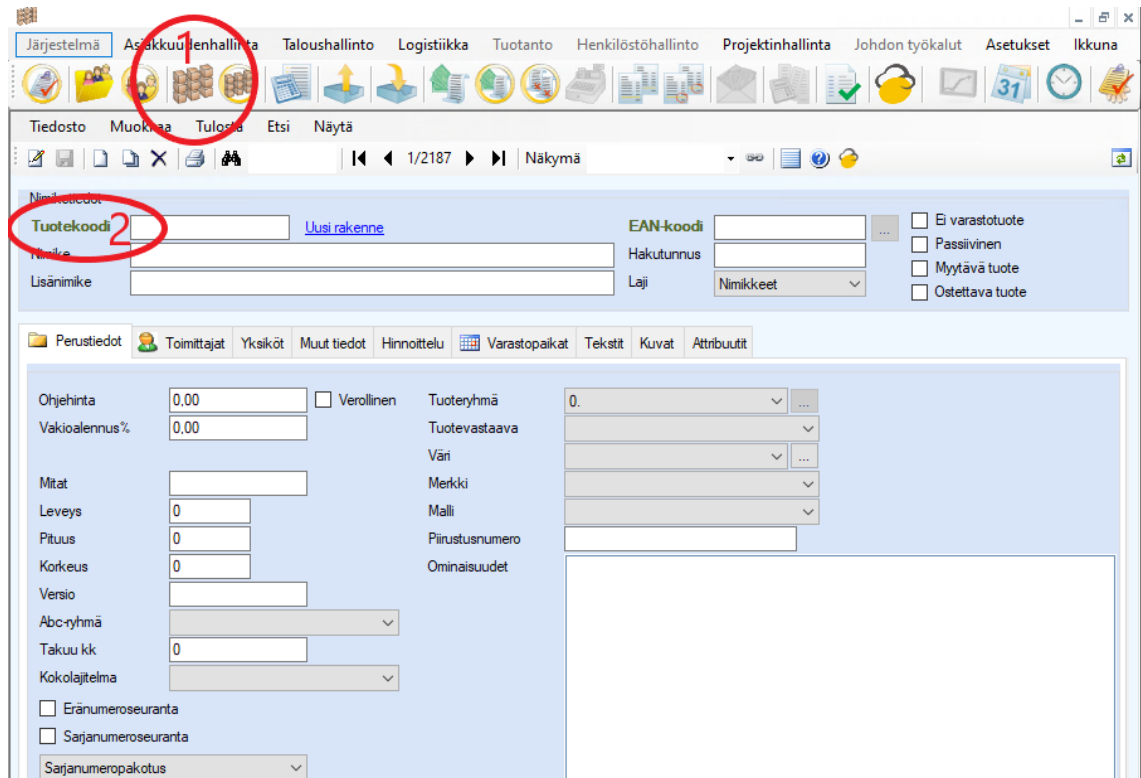 Järjestelmä Asiakkuudenhallinta Taloushallinto Logistiikka Tuotanto Henkilöstöhallinto Projektinhallinta Johdon työkalut Asetukset Ikkuna
1
31
Tiedosto Muokkaa Tulosta Etsi Näytä
1/2187 Näkymä
Nimiketiedot
Tuotekoodi 2 Uusi rakenne EAN-koodi ... Ei varastotuote
Nimike Hakutunnus Passiivinen
Myytävä tuote
Lisänimike Laji Nimikkeet Ostettava tuote
Perustiedot Toimittajat Yksiköt Muut tiedot Hinnoittelu Varastopaikat Tekstit Kuvat Attribuutit
Ohjehinta 0,00 Verollinen Tuoteryhmä 0. ...
Vakioalennus% 0,00 Tuotevastaava
Väri ...
Mitat Merkki
Leveys 0 Malli
Pituus 0 Piirustusnumero
Korkeus 0 Ominaisuudet
Versio
Abc-ryhmä
Takuu kk 0
Kokolajitelma
Eränumeroseuranta
Sarjanumeroseuranta
Sarjanumeropakotus